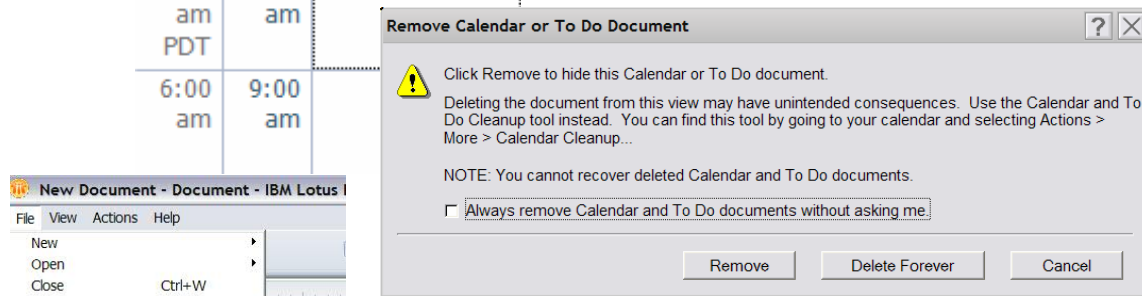 am am
PDT
6:00 9:00
am am
New Document - Document - IBM Lotus
File View Actions Help
New
Open
Close Ctrl+W
Remove Calendar or To Do Document
Click Remove to hide this Calendar or To Do document.
Deleting the document from this view may have unintended consequences. Use the Calendar and To
Do Cleanup tool instead. You can find this tool by going to your calendar and selecting Actions >
More > Calendar Cleanup...
NOTE: You cannot recover deleted Calendar and To Do documents.
Always remove Calendar and To Do documents without asking me.
Remove Delete Forever Cancel